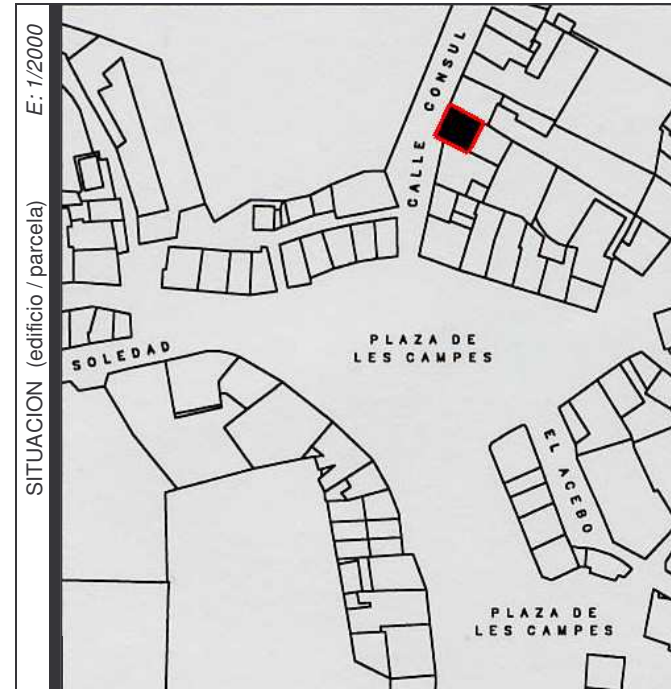 SITUACION (edificio / parcela) E: 1/2000
CALLE CONSUL
SOLEDAD
PLAZA DE
LES CAMPES
EL ACEBO
PLAZA DE
LES CAMPES